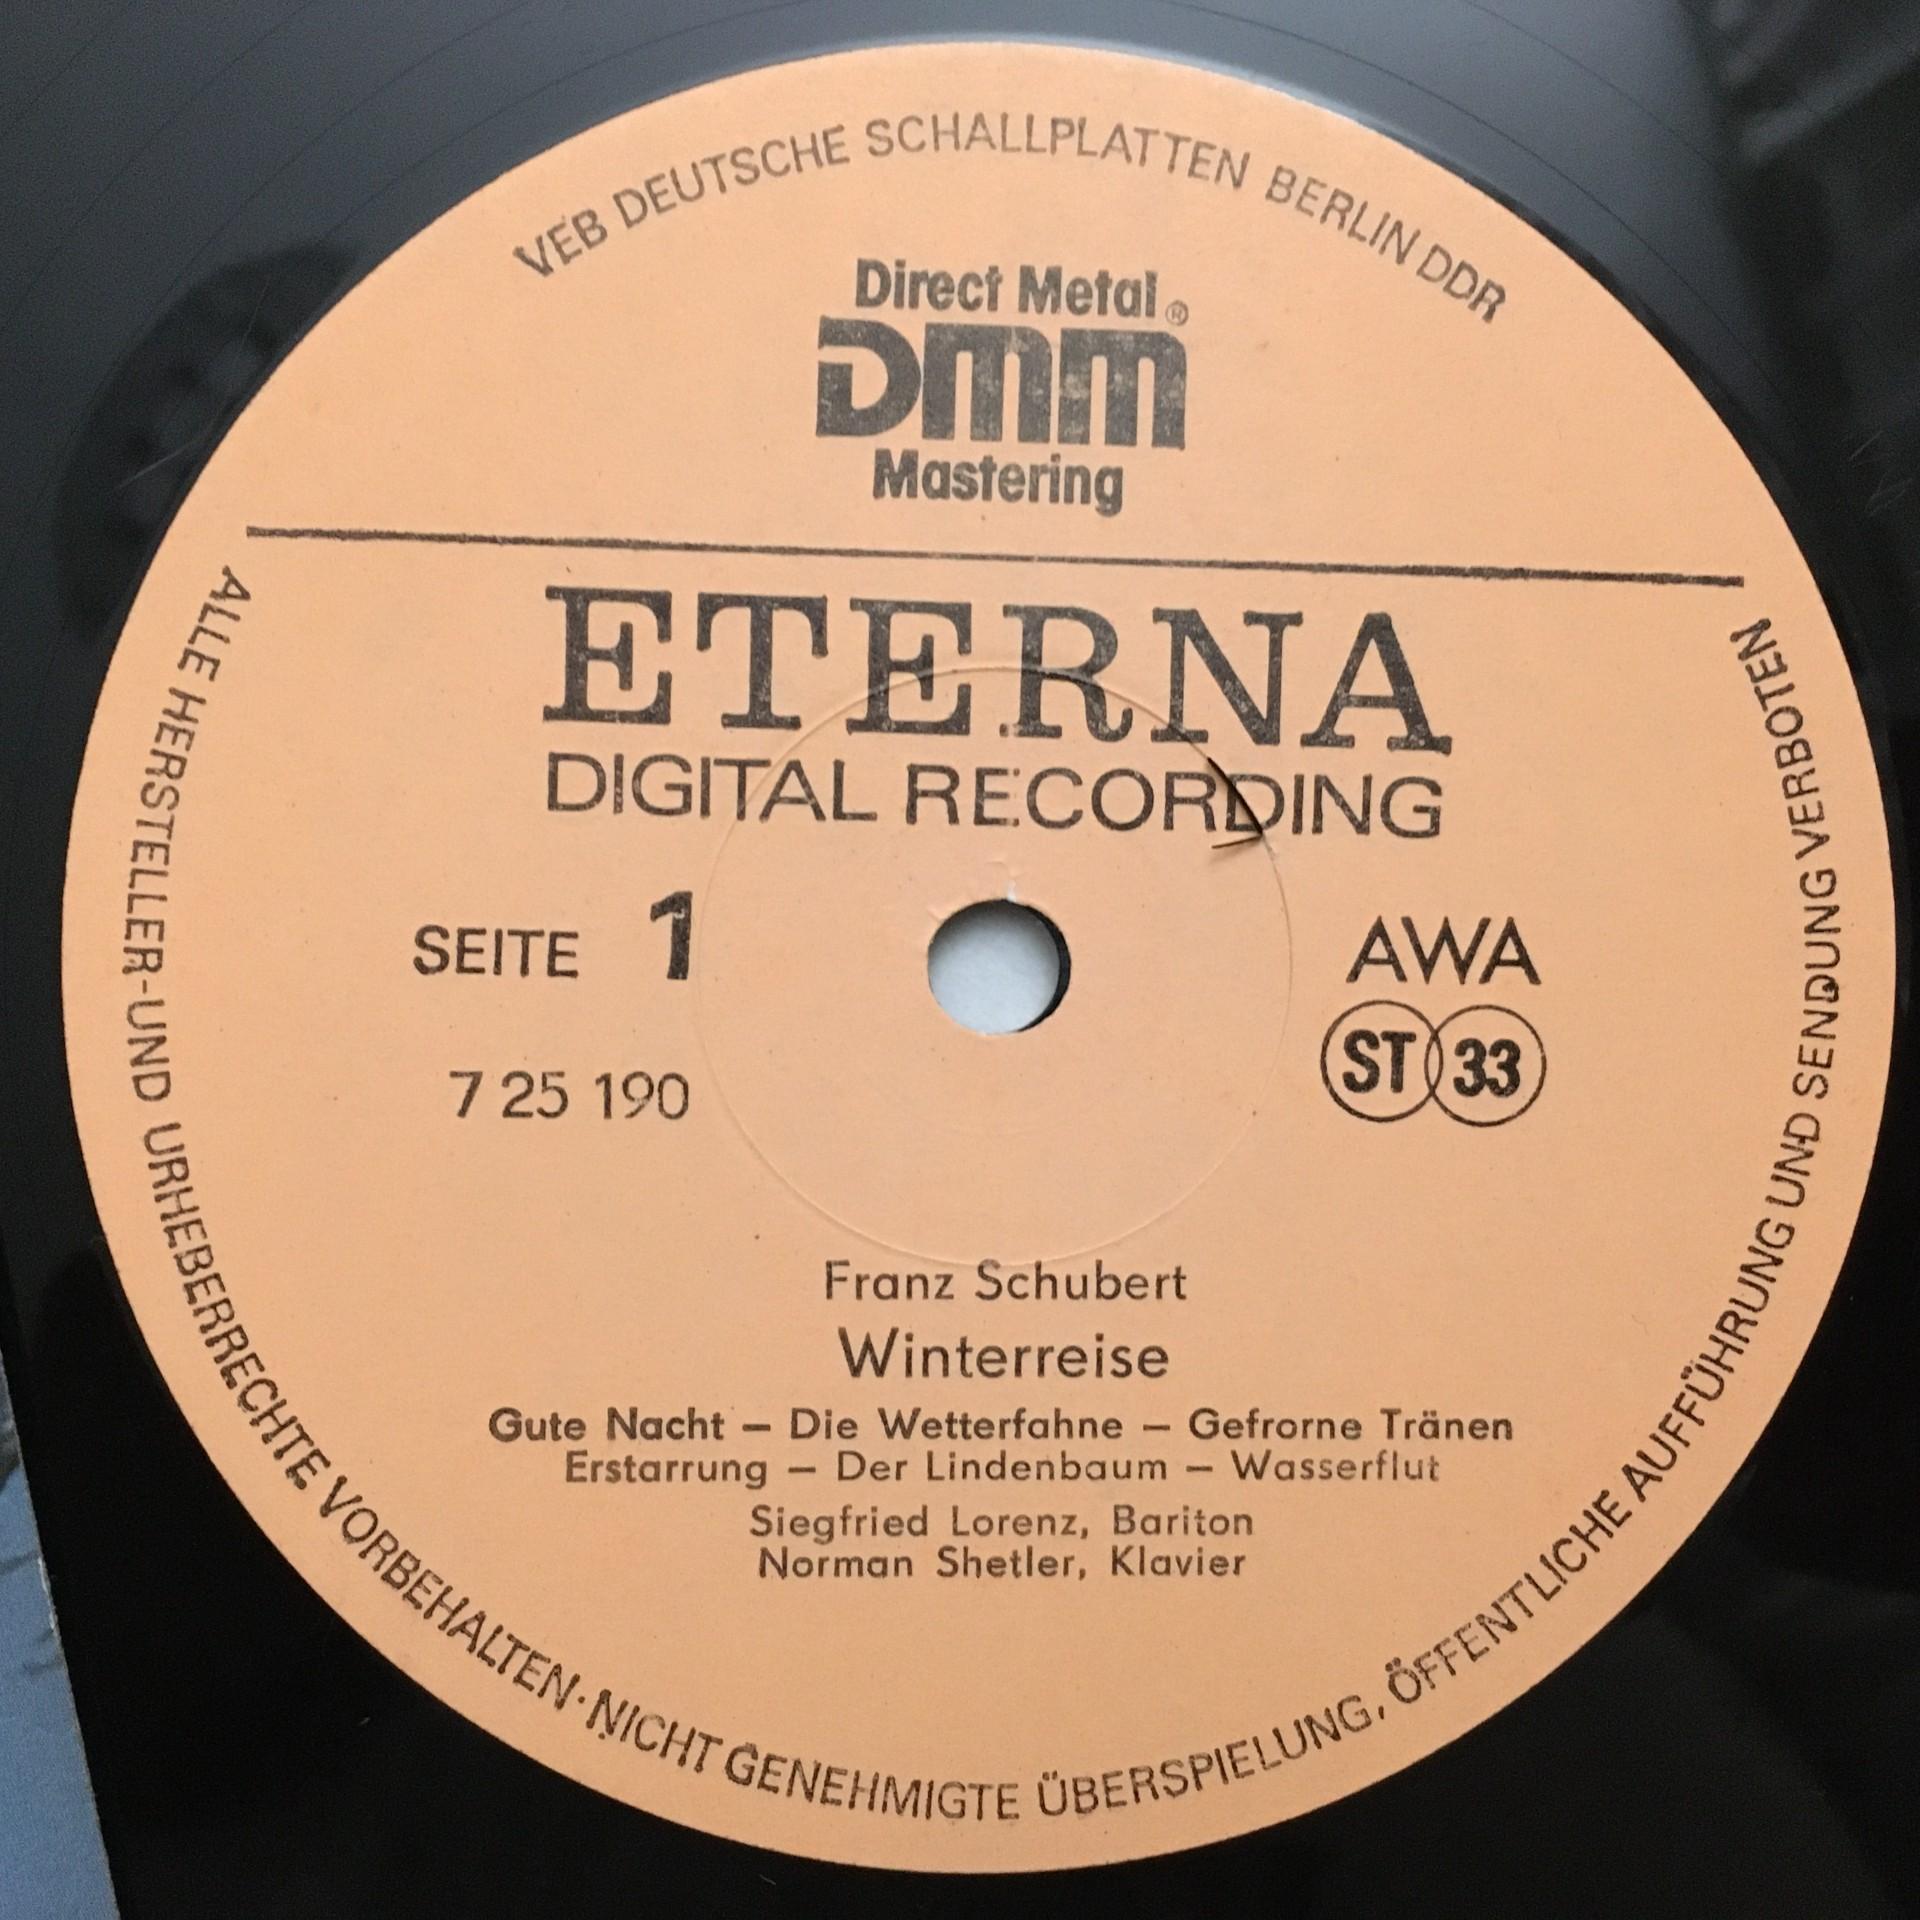 VEB DEUTSCHE SCHALLPLATTEN BERLIN DDR
Direct Metal ®
DMM
Mastering
ETERNA
DIGITAL RECORDING
SEITE 1
AWA
ST 33
7 25 190
Franz Schubert
Winterreise
Gute Nacht – Die Wetterfahne – Gefrorne Tränen
Erstarrung – Der Lindenbaum – Wasserflut
Siegfried Lorenz, Bariton
Norman Shetler, Klavier
ALLE HERSTELLER-UND URHEBERRECHTE VORBEHALTEN·NICHT GENEHMIGTE ÜBERSPIELUNG, ÖFFENTLICHE AUFFÜHRUNG UND SENDUNG VERBOTEN